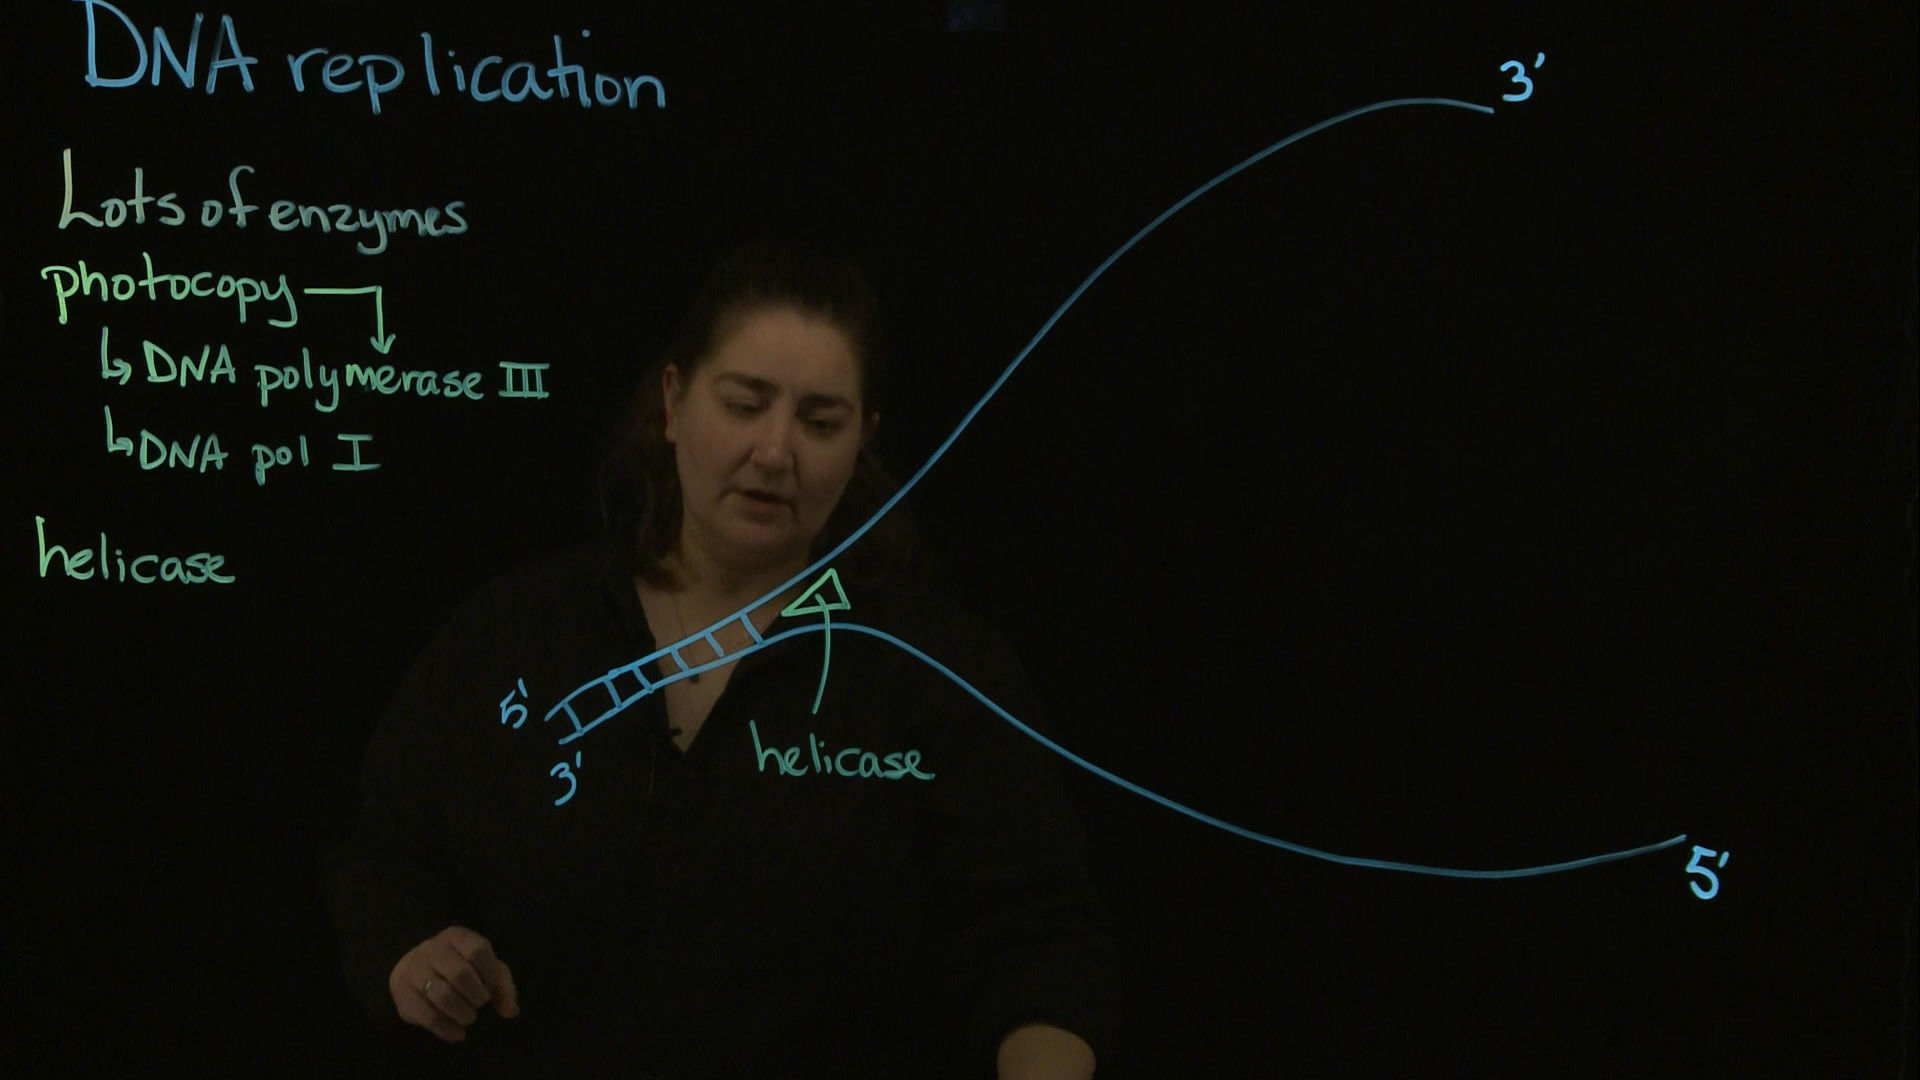 DNA replication
Lots of enzymes
photocopy
↳ DNA polymerase III
↳ DNA pol I
helicase
3'
5'
3'
helicase
5'